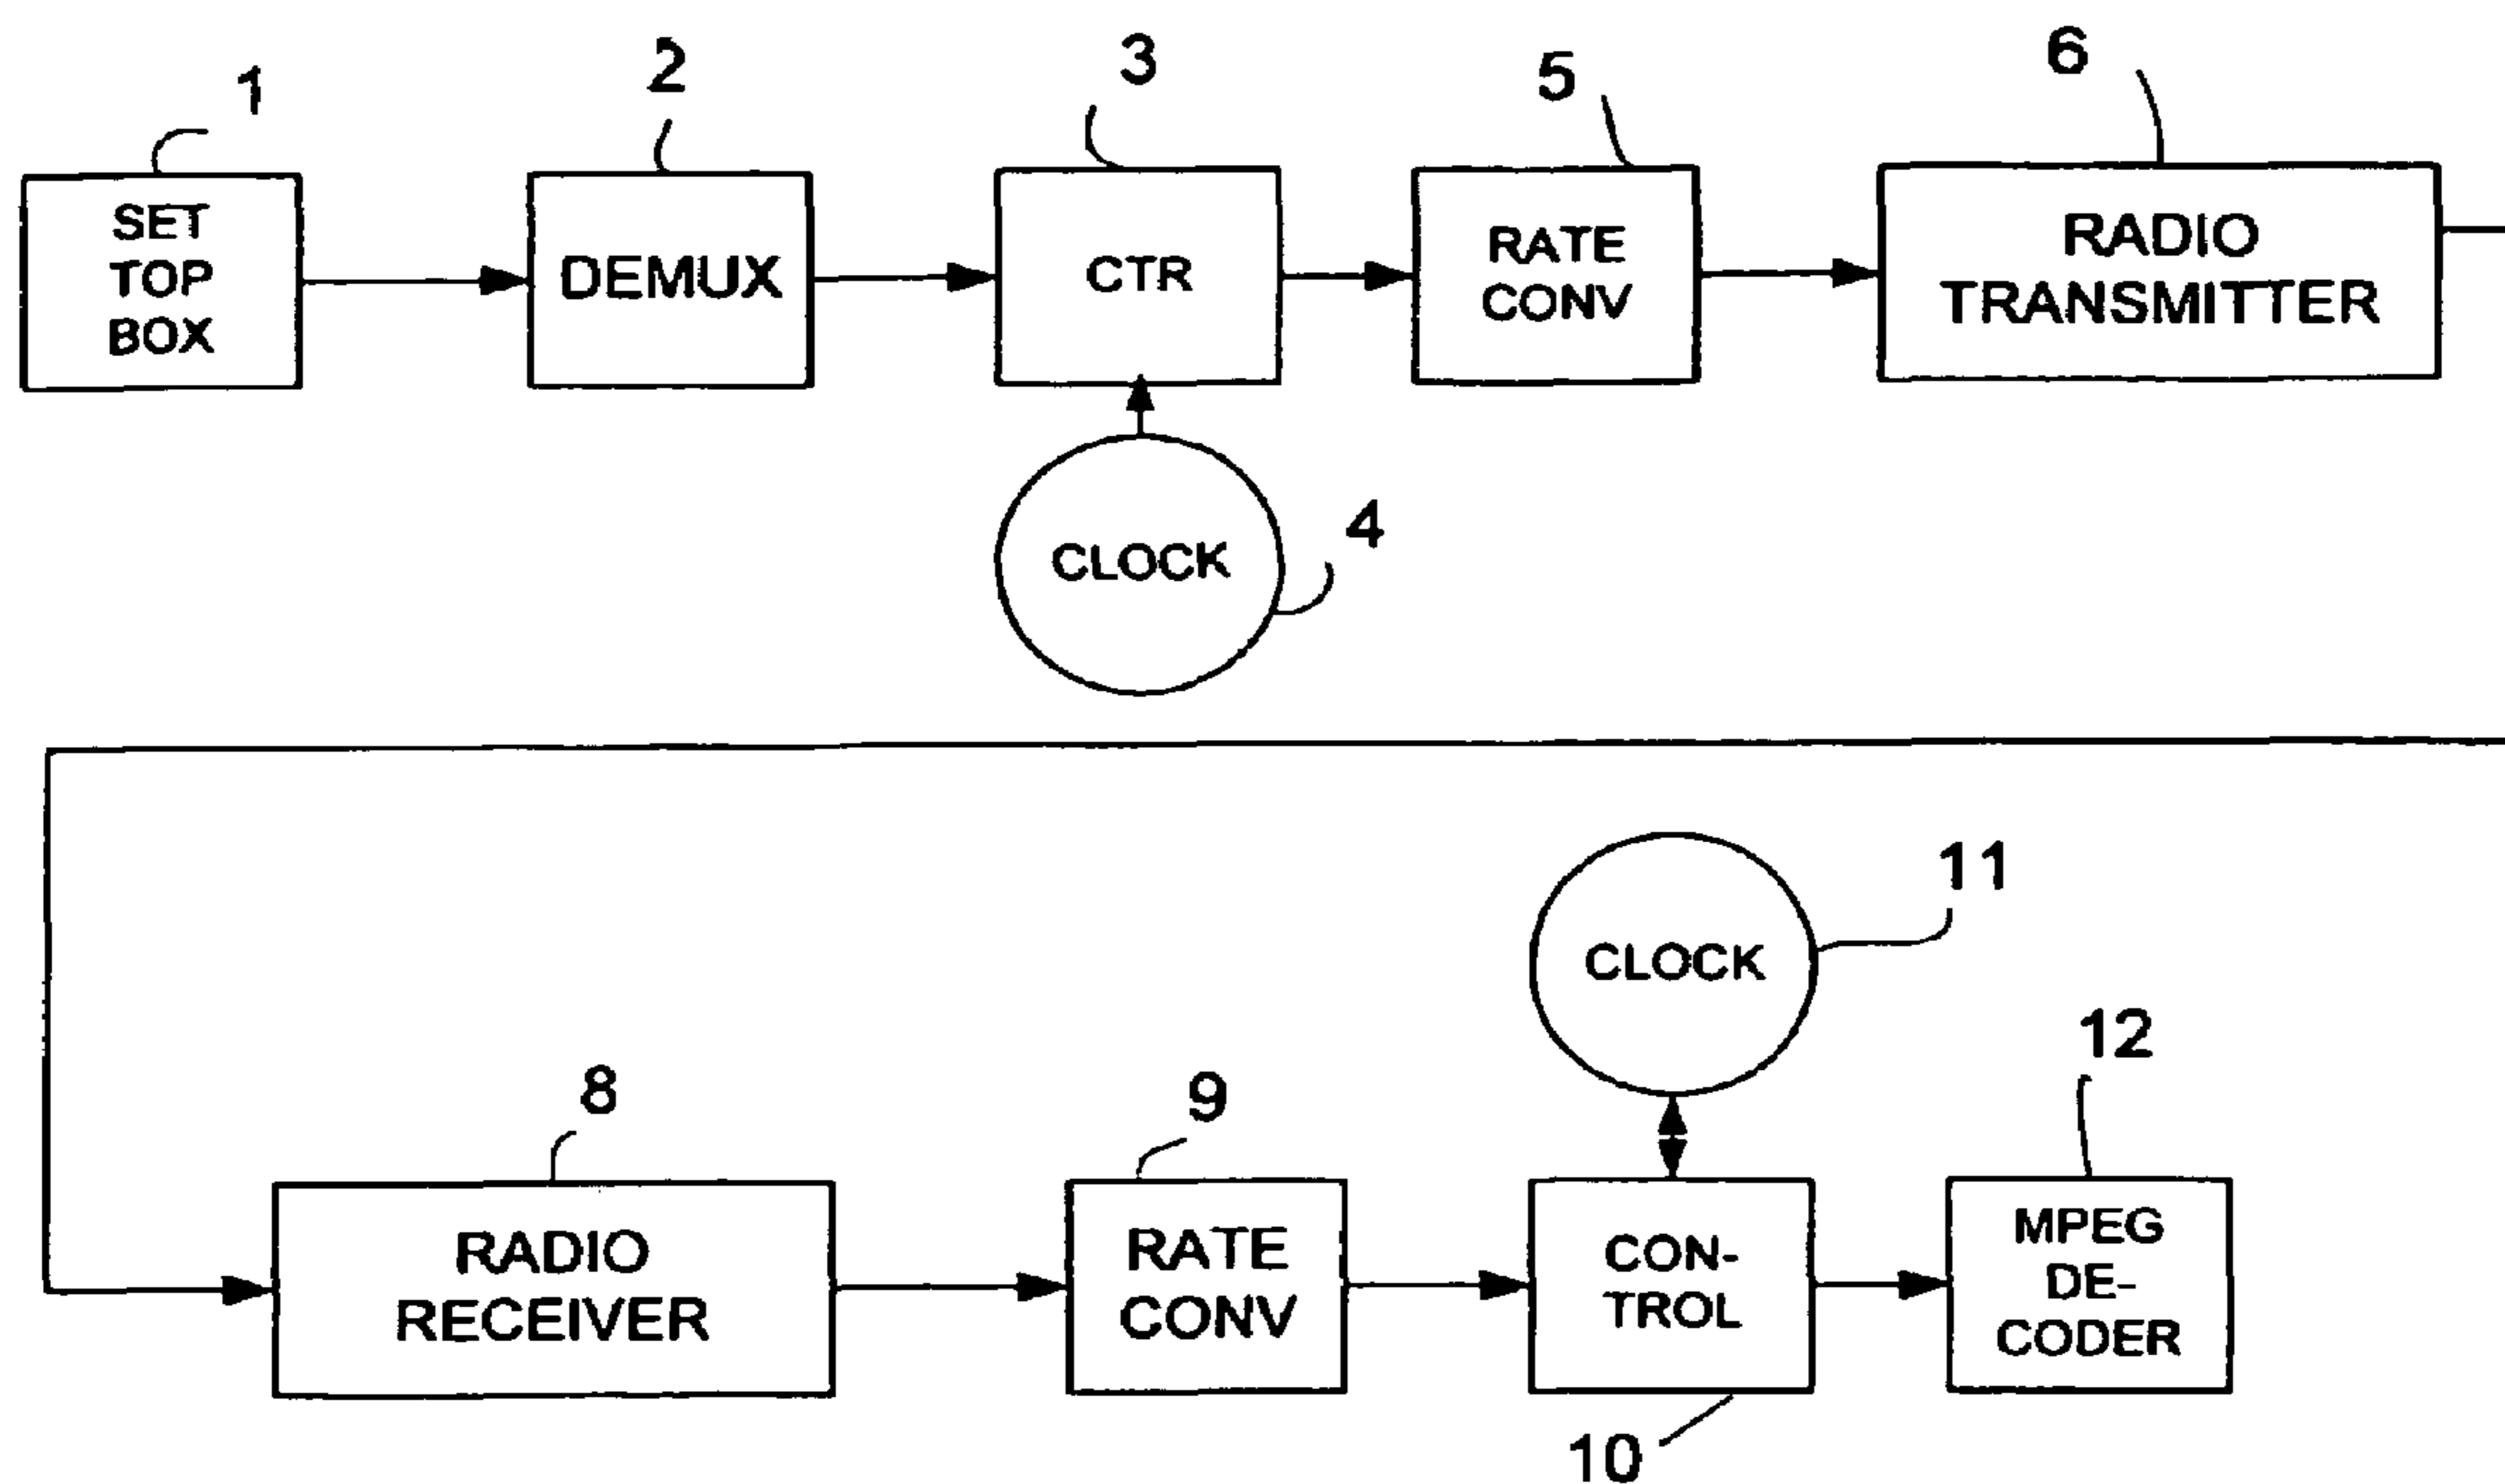 1
2
3
5
6
SET
TOP
BOX
DEMUX
CTR
RATE
CONV
RADIO
TRANSMITTER
CLOCK
4
CLOCK
11
12
8
9
RADIO
RECEIVER
RATE
CONV
CON-
TROL
MPEG
DE-
CODER
10